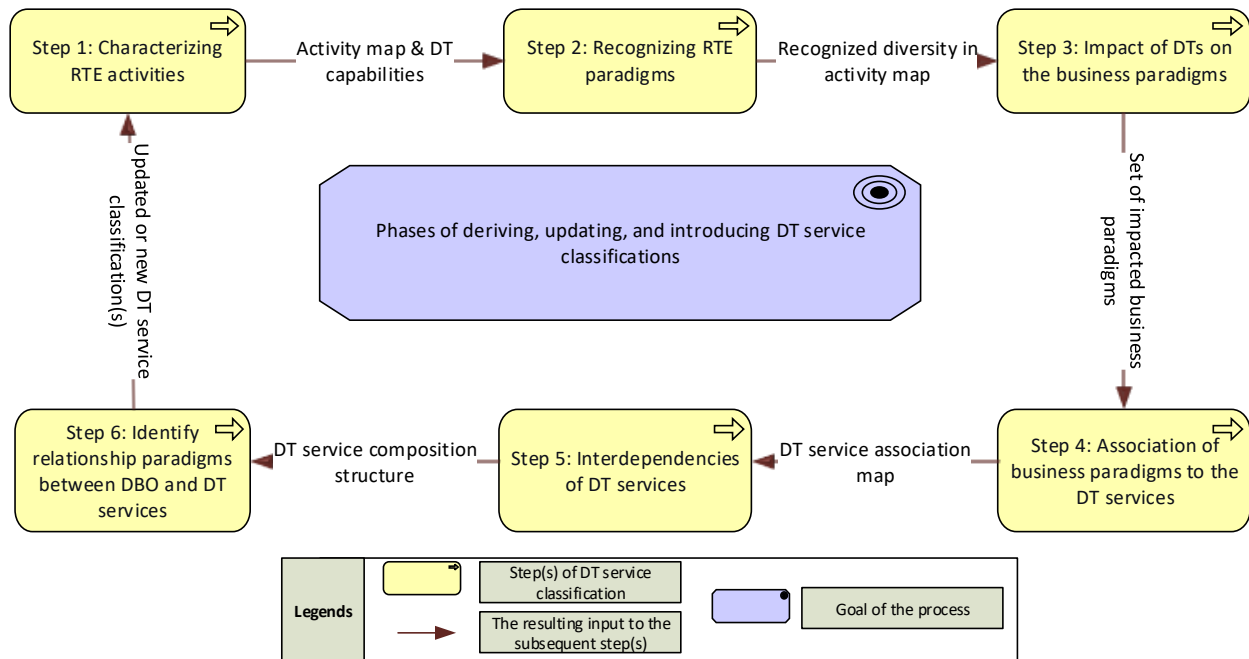 Step 1: Characterizing
RTE activities
Activity map & DT
capabilities
Step 2: Recognizing RTE
paradigms
Recognized diversity in
activity map
Step 3: Impact of DTs on
the business paradigms
Updated or new DT service
classification(s)
Phases of deriving, updating, and introducing DT service
classifications
Set of impacted business
paradigms
Step 6: Identify
relationship paradigms
between DBO and DT
services
DT service composition
structure
Step 5: Interdependencies
of DT services
DT service association
map
Step 4: Association of
business paradigms to the
DT services
Legends
Step(s) of DT service
classification
The resulting input to the
subsequent step(s)
Goal of the process